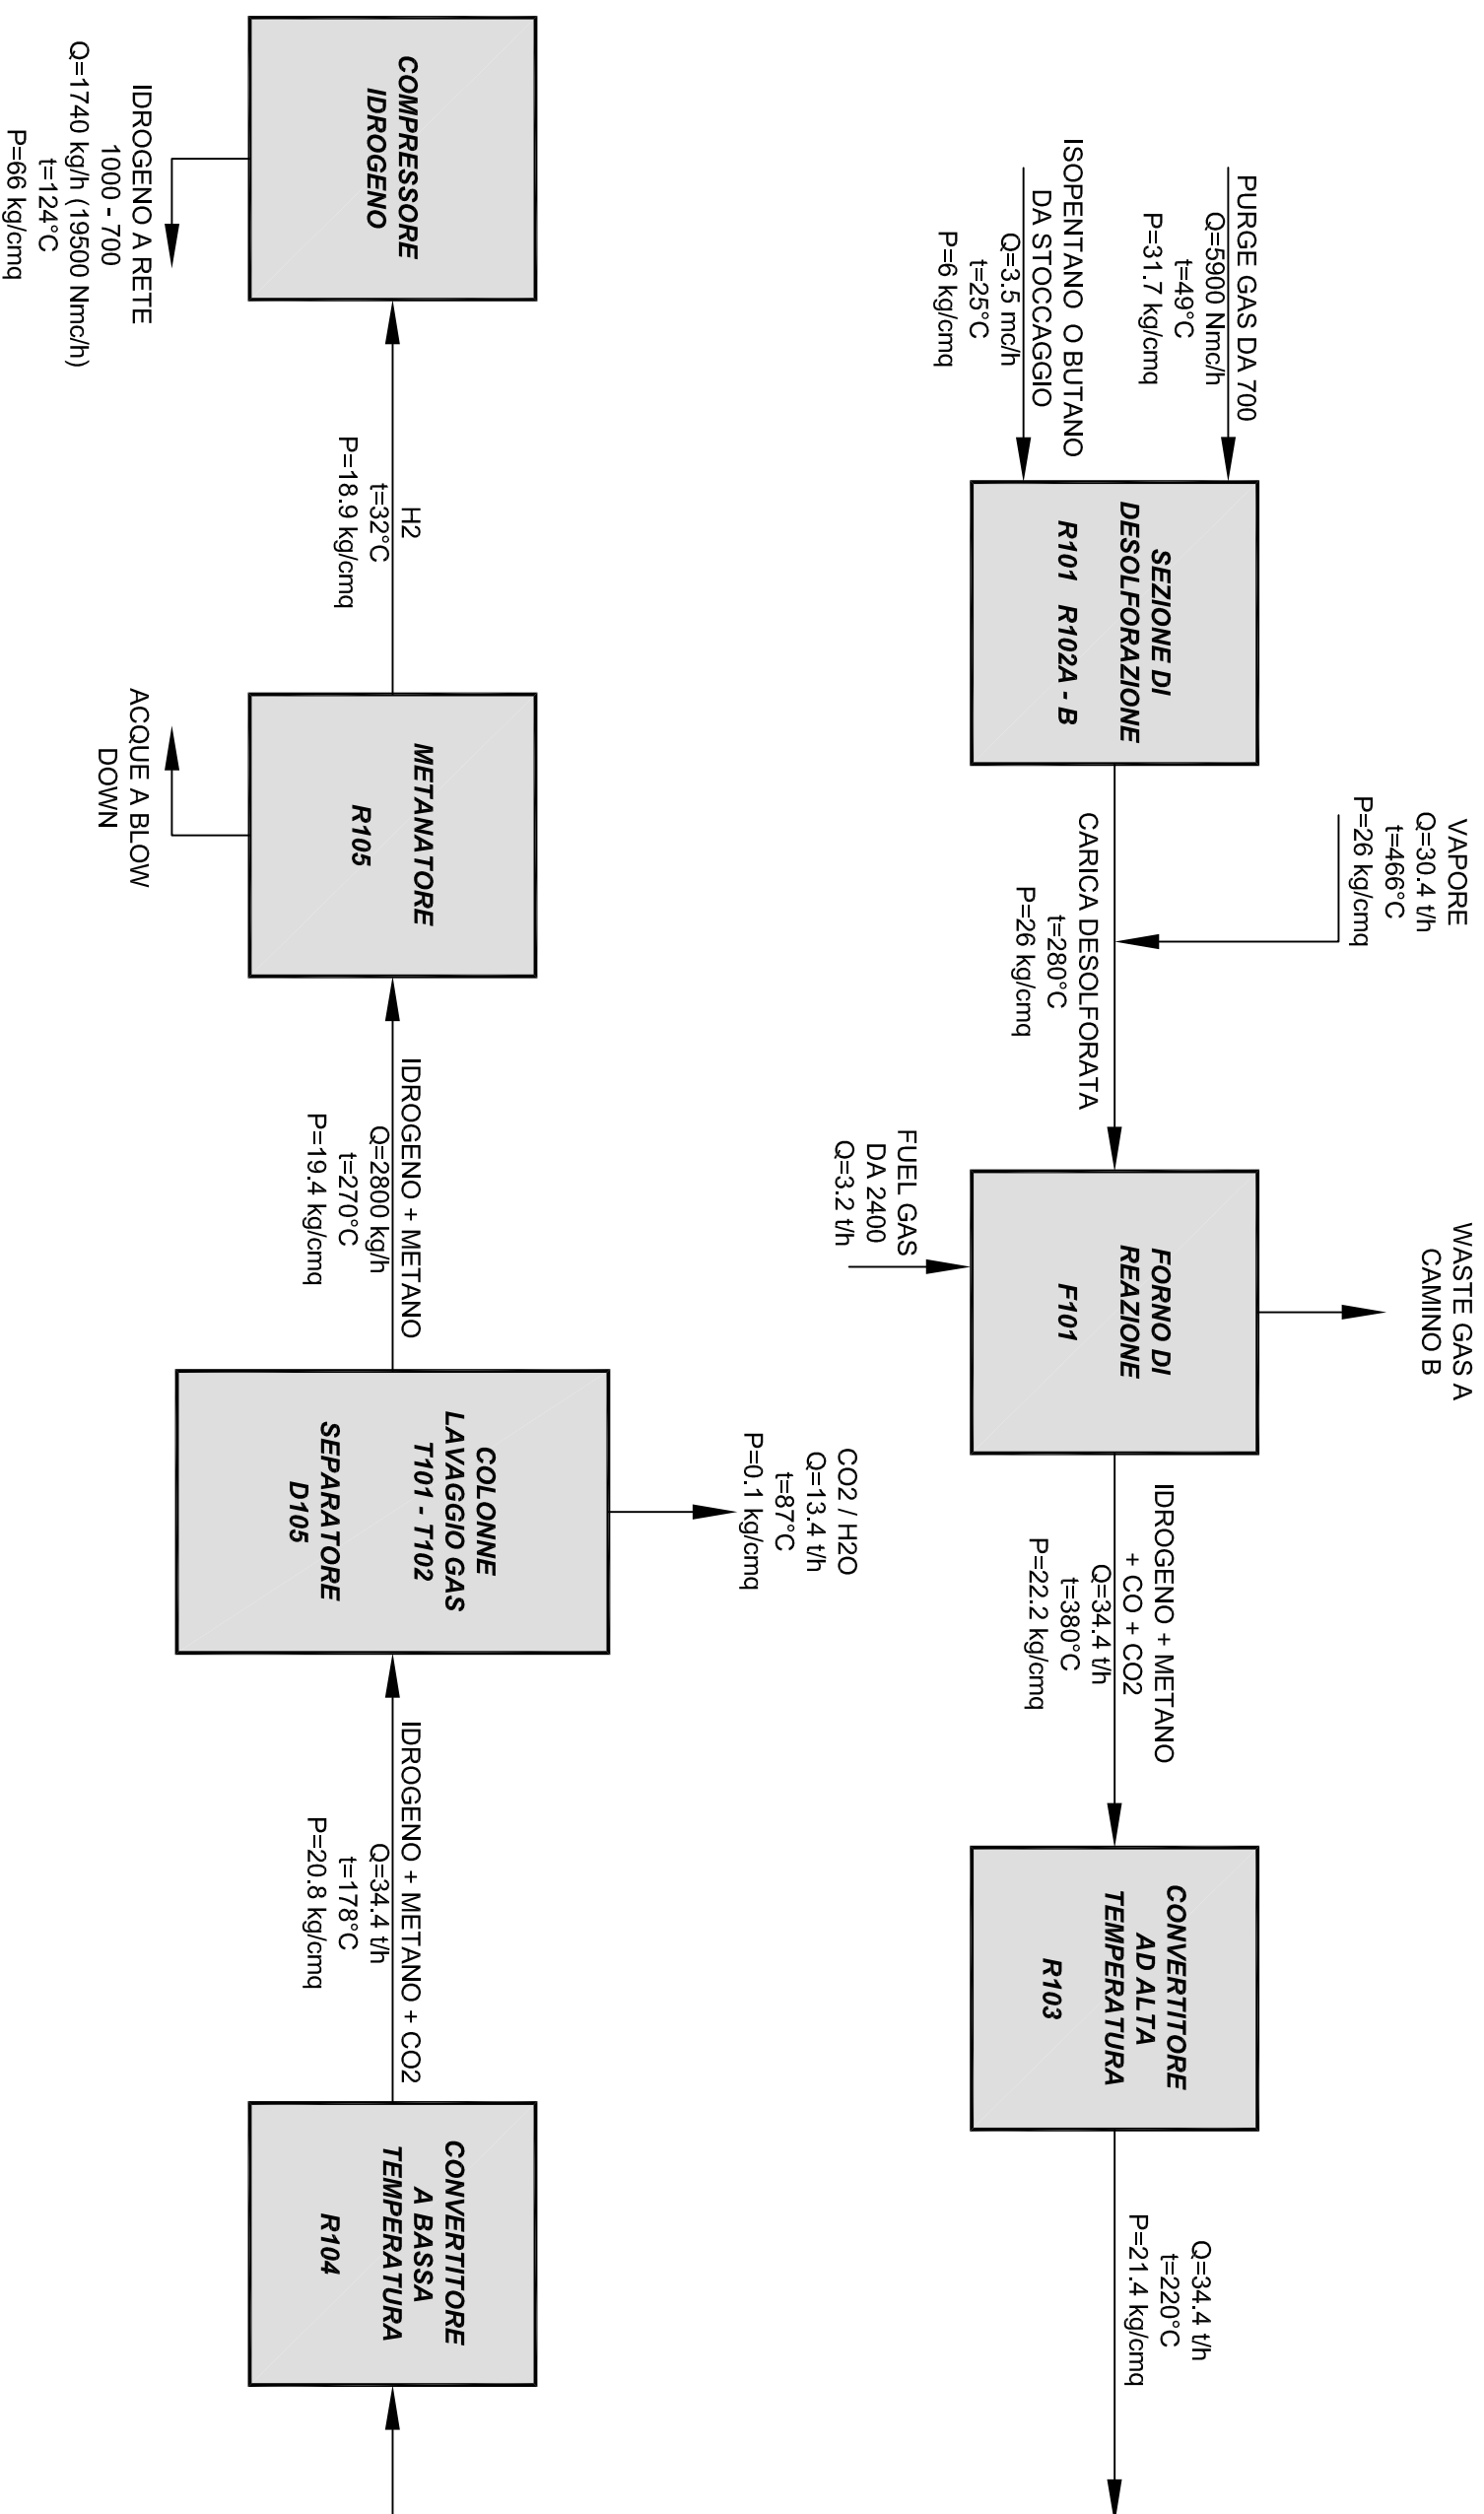 PURGE GAS DA 700
Q=5900 Nmc/h
t=49°C
P=31.7 kg/cmq
ISOPENTANO O BUTANO
DA STOCCAGGIO
Q=3.5 mc/h
t=25°C
P=6 kg/cmq
SEZIONE DI
DESOLFORAZIONE
R101 R102A - B
VAPORE
Q=30.4 t/h
t=466°C
P=26 kg/cmq
CARICA DESOLFORATA
t=280°C
P=26 kg/cmq
WASTE GAS A
CAMINO B
FORNO DI
REAZIONE
F101
FUEL GAS
DA 2400
Q=3.2 t/h
IDROGENO + METANO
+ CO + CO2
Q=34.4 t/h
t=380°C
P=22.2 kg/cmq
CONVERTITORE
AD ALTA
TEMPERATURA
R103
Q=34.4 t/h
t=220°C
P=21.4 kg/cmq
COMPRESSORE
IDROGENO
IDROGENO A RETE
1000 - 700
Q=1740 kg/h (19500 Nmc/h)
t=124°C
P=66 kg/cmq
H2
t=32°C
P=18.9 kg/cmq
METANATORE
R105
ACQUE A BLOW
DOWN
IDROGENO + METANO
Q=2800 kg/h
t=270°C
P=19.4 kg/cmq
CO2 / H2O
Q=13.4 t/h
t=87°C
P=0.1 kg/cmq
COLONNE
LAVAGGIO GAS
T101 - T102
SEPARATORE
D105
IDROGENO + METANO + CO2
Q=34.4 t/h
t=178°C
P=20.8 kg/cmq
CONVERTITORE
A BASSA
TEMPERATURA
R104